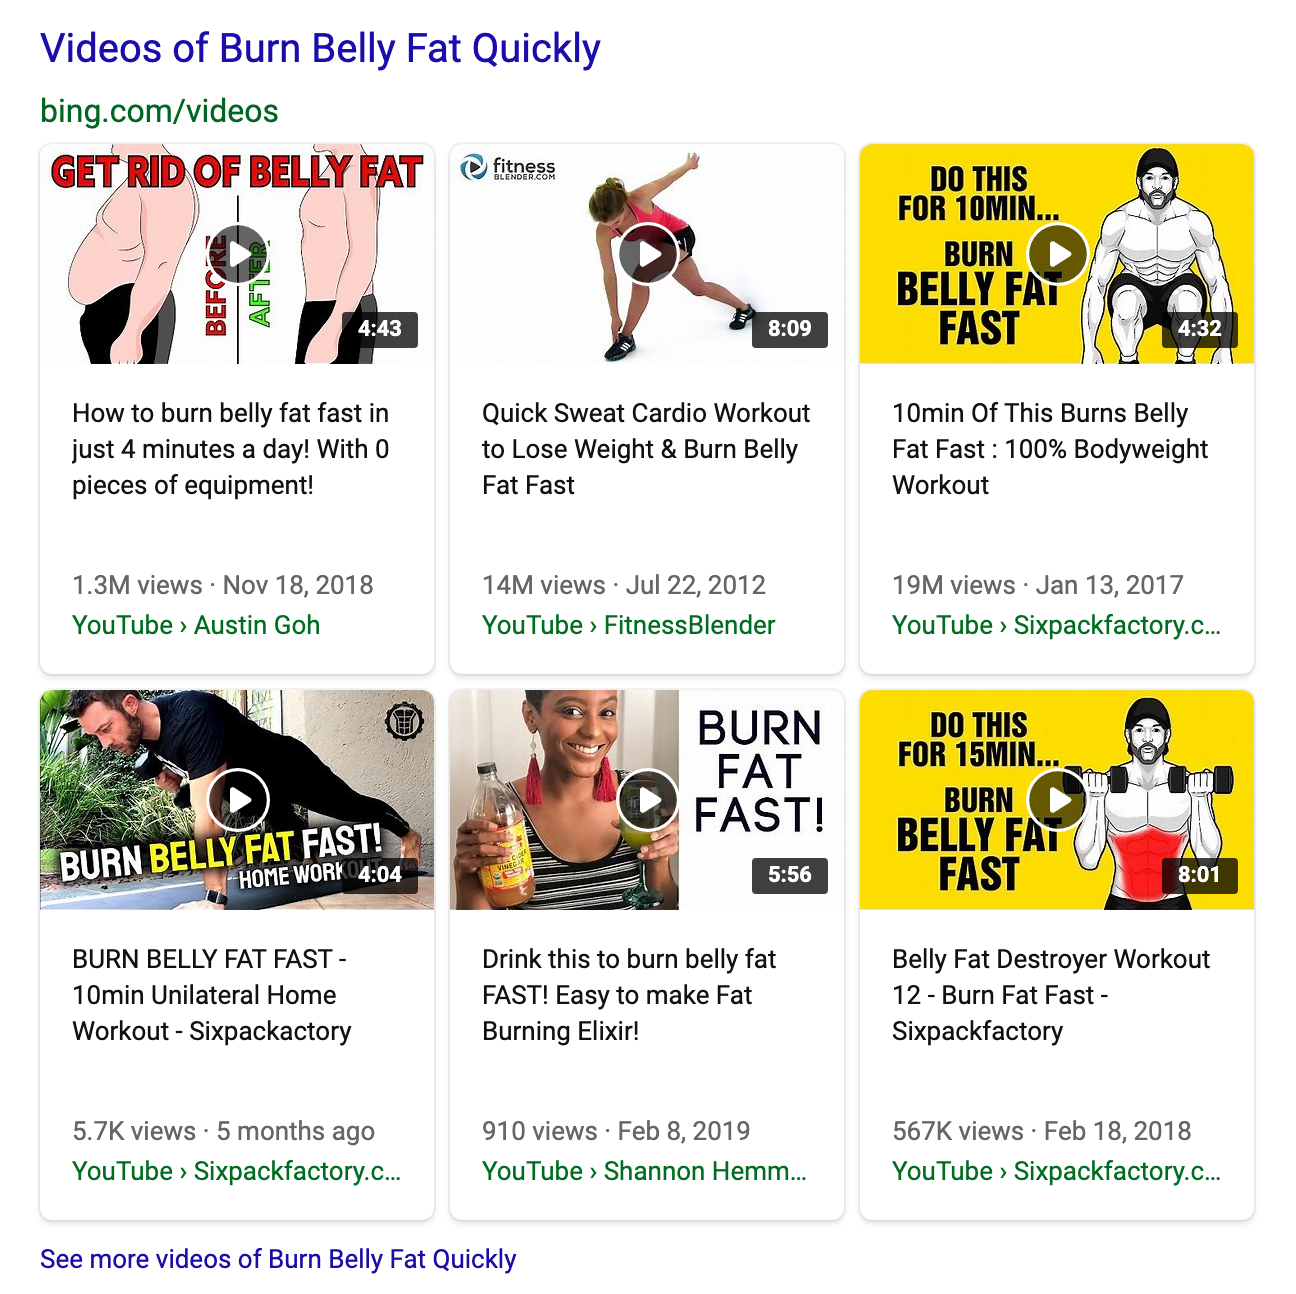 Videos of Burn Belly Fat Quickly
bing.com/videos
GET RID OF BELLY FAT
BEFORE
AFTER
4:43
How to burn belly fat fast in
just 4 minutes a day! With 0
pieces of equipment!
1.3M views · Nov 18, 2018
YouTube › Austin Goh
fitness
BLENDER.COM
8:09
Quick Sweat Cardio Workout
to Lose Weight & Burn Belly
Fat Fast
14M views · Jul 22, 2012
YouTube › FitnessBlender
DO THIS
FOR 10MIN...
BURN
BELLY FAT
FAST
4:32
10min Of This Burns Belly
Fat Fast : 100% Bodyweight
Workout
19M views · Jan 13, 2017
YouTube › Sixpackfactory.c...
BURN BELLY FAT FAST!
HOME WORKOUT
4:04
BURN BELLY FAT FAST -
10min Unilateral Home
Workout - Sixpackactory
5.7K views · 5 months ago
YouTube › Sixpackfactory.c...
CIDER
VINEGAR
BURN
FAT
FAST!
5:56
Drink this to burn belly fat
FAST! Easy to make Fat
Burning Elixir!
910 views · Feb 8, 2019
YouTube › Shannon Hemm...
DO THIS
FOR 15MIN...
BURN
BELLY FAT
FAST
8:01
Belly Fat Destroyer Workout
12 - Burn Fat Fast -
Sixpackfactory
567K views · Feb 18, 2018
YouTube › Sixpackfactory.c...
See more videos of Burn Belly Fat Quickly